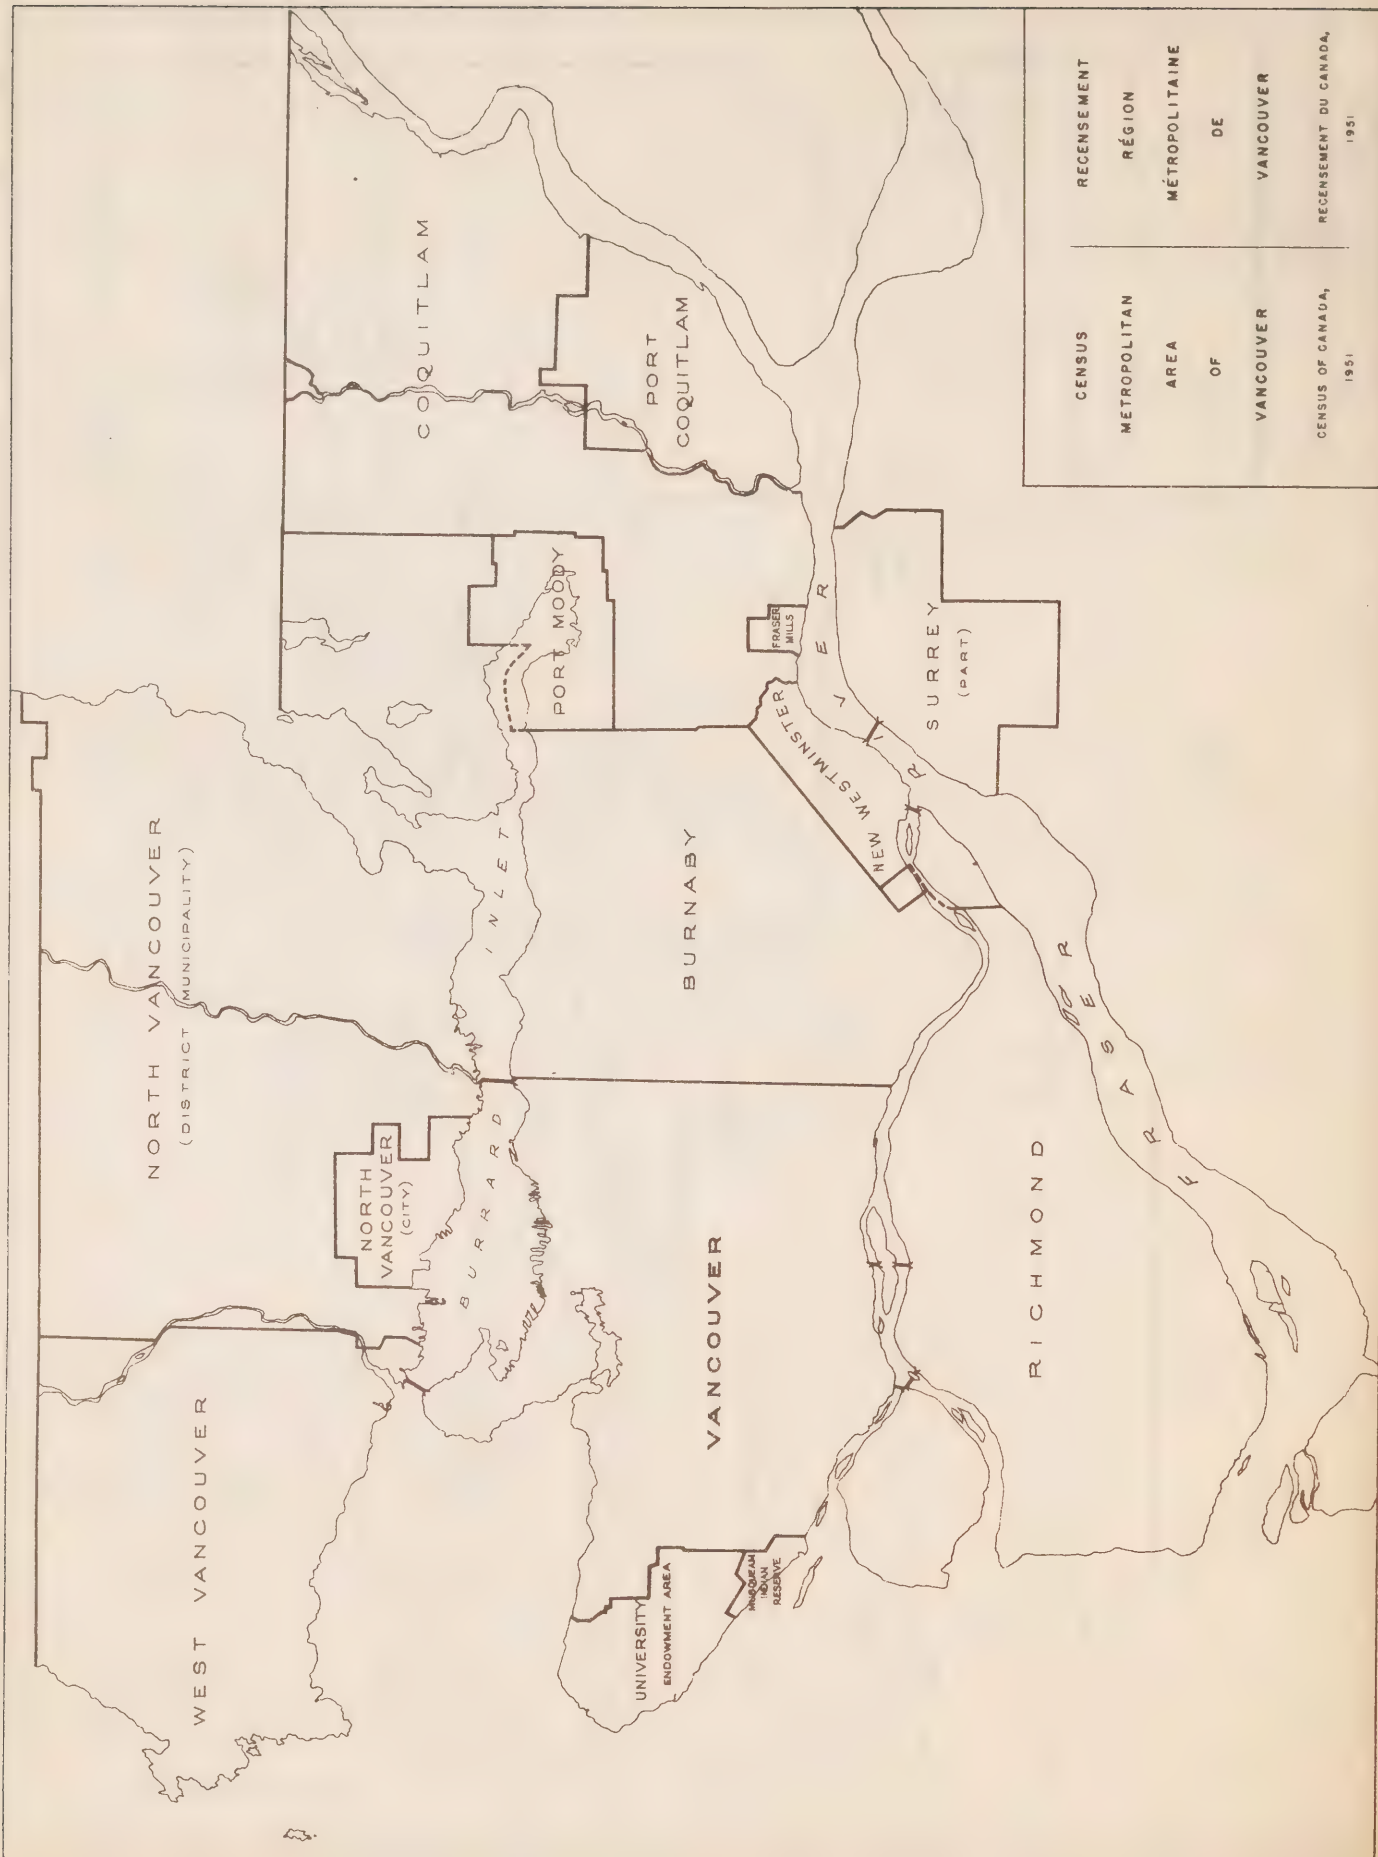 NORTH VANCOUVER
(DISTRICT MUNICIPALITY)
WEST VANCOUVER
NORTH
VANCOUVER
(CITY)
COQUITLAM
BURRARD INLET
PORT MOODY
PORT
COQUITLAM
UNIVERSITY
ENDOWMENT AREA
MUSQUEAM
INDIAN
RESERVE
VANCOUVER
BURNABY
NEW WESTMINSTER
FRASER
MILLS
SURREY
(PART)
RICHMOND
FRASER RIVER
CENSUS
METROPOLITAN
AREA
OF
VANCOUVER
CENSUS OF CANADA,
1951
RECENSEMENT
RÉGION
MÉTROPOLITAINE
DE
VANCOUVER
RECENSEMENT DU CANADA,
1951